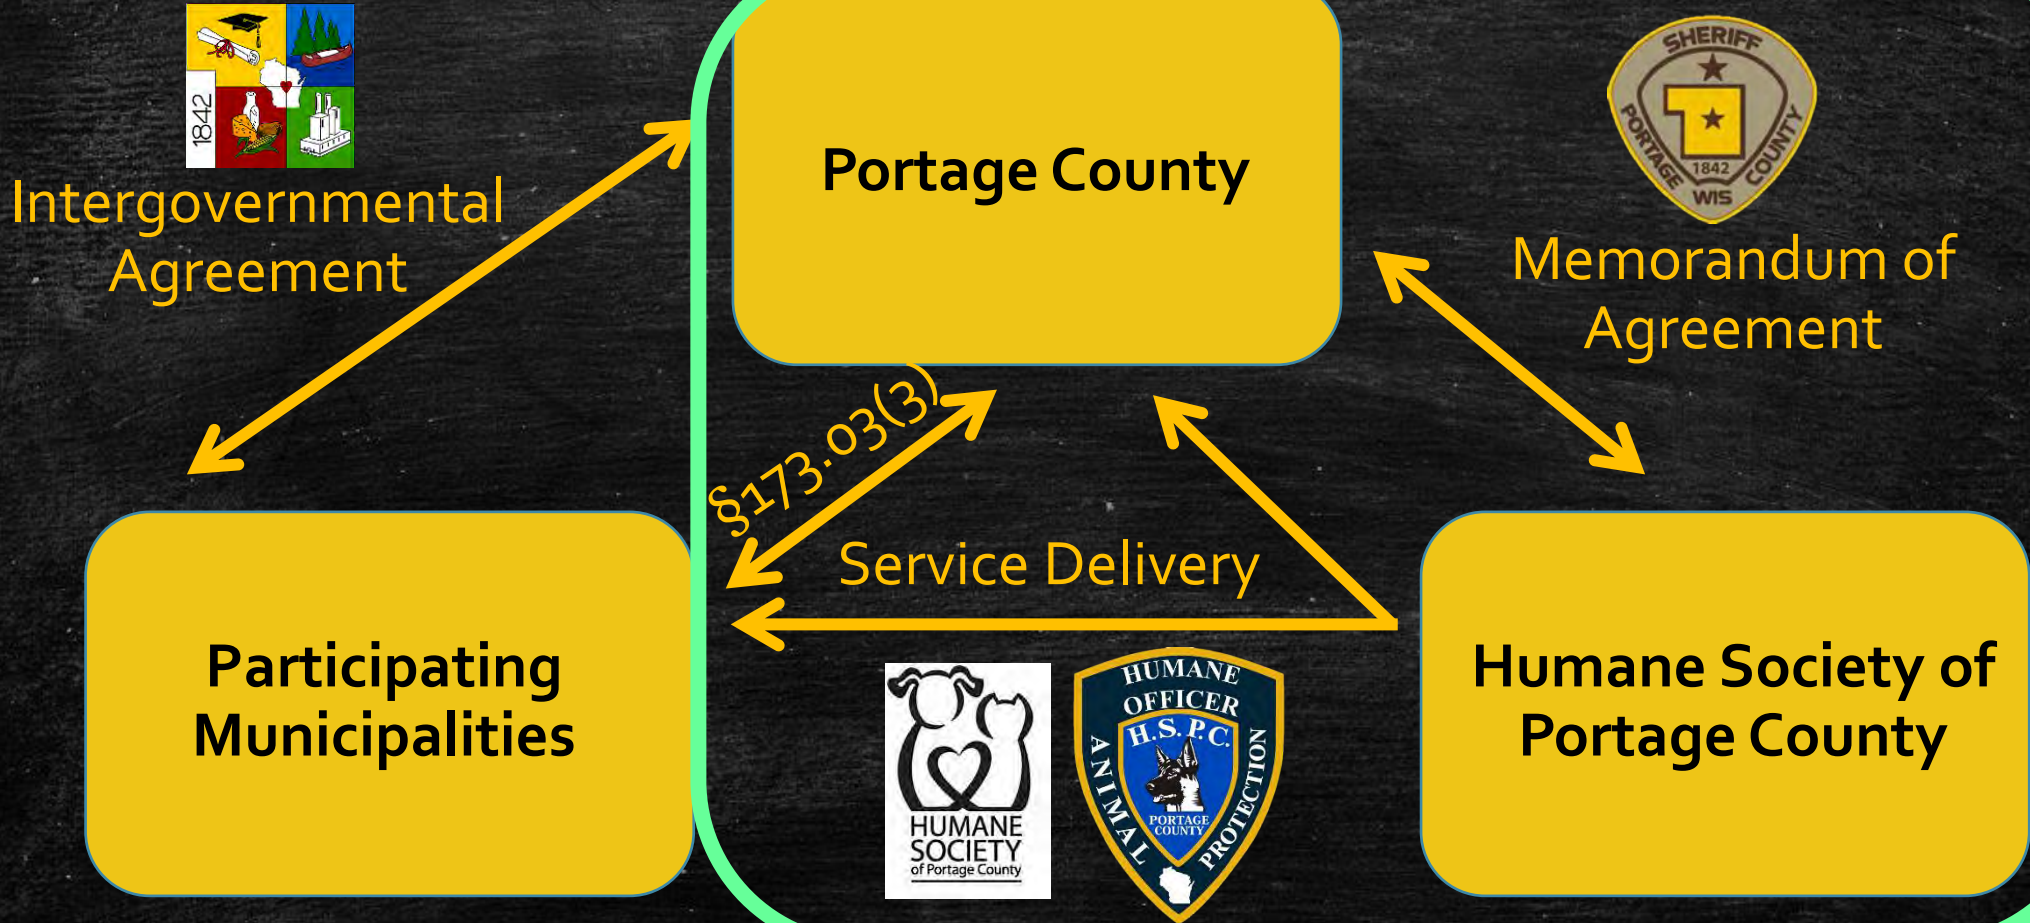 1842
Intergovernmental
Agreement
Portage County
SHERIFF
PORTAGE COUNTY
1842
WIS
Memorandum of
Agreement
§173.03(3)
Service Delivery
Participating
Municipalities
HUMANE
SOCIETY
of Portage County
HUMANE
OFFICER
H.S.P.C.
ANIMAL
PROTECTION
PORTAGE
COUNTY
Humane Society of
Portage County